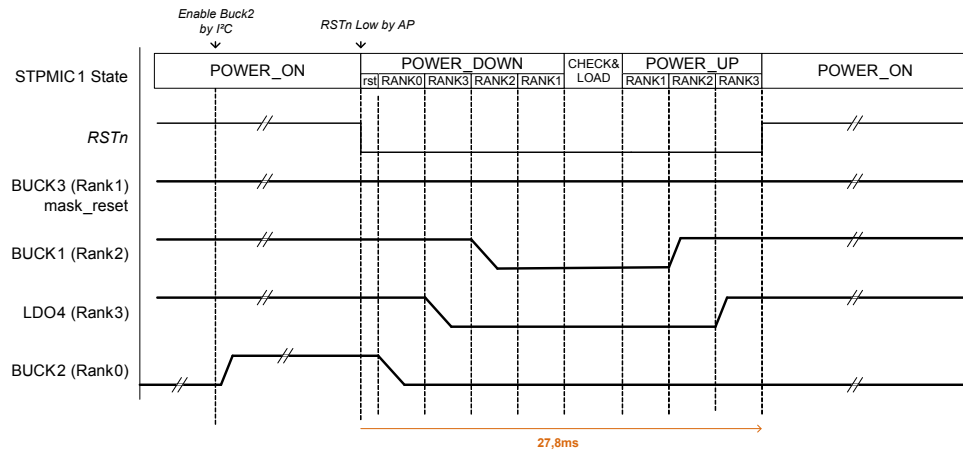 Enable Buck2
by I²C
RSTn Low by AP
STPMIC1 State
POWER_ON
POWER_DOWN
rst RANK0 RANK3 RANK2 RANK1
CHECK&
LOAD
POWER_UP
RANK1 RANK2 RANK3
POWER_ON
RSTn
BUCK3 (Rank1)
mask_reset
BUCK1 (Rank2)
LDO4 (Rank3)
BUCK2 (Rank0)
27,8ms